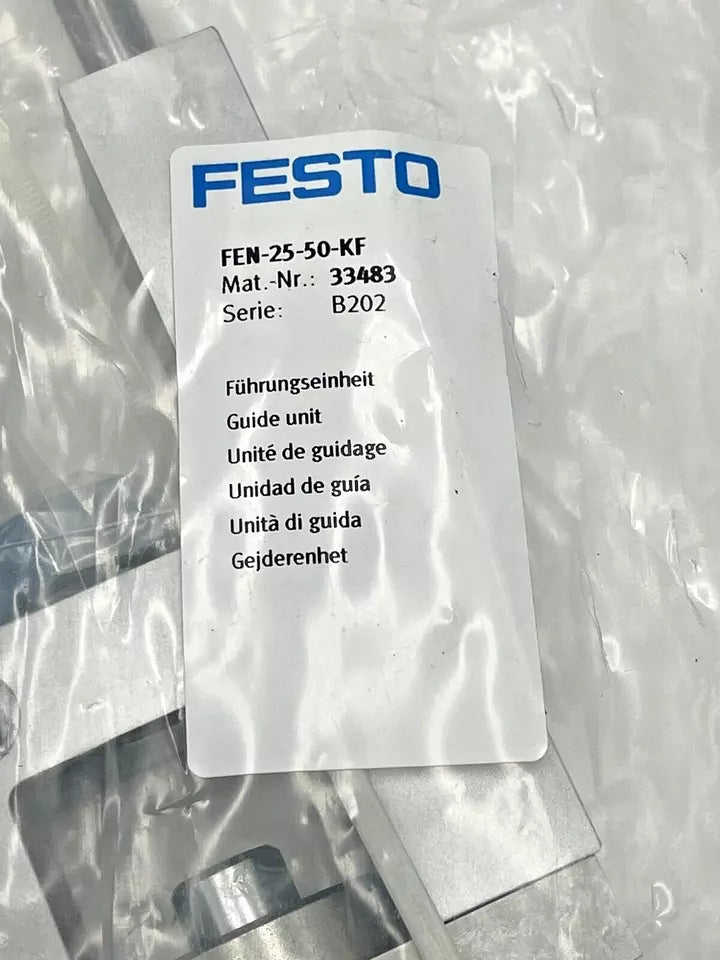 FESTO
FEN-25-50-KF
Mat.-Nr.: 33483
Serie: B202
Führungseinheit
Guide unit
Unité de guidage
Unidad de guía
Unità di guida
Gejderenhet